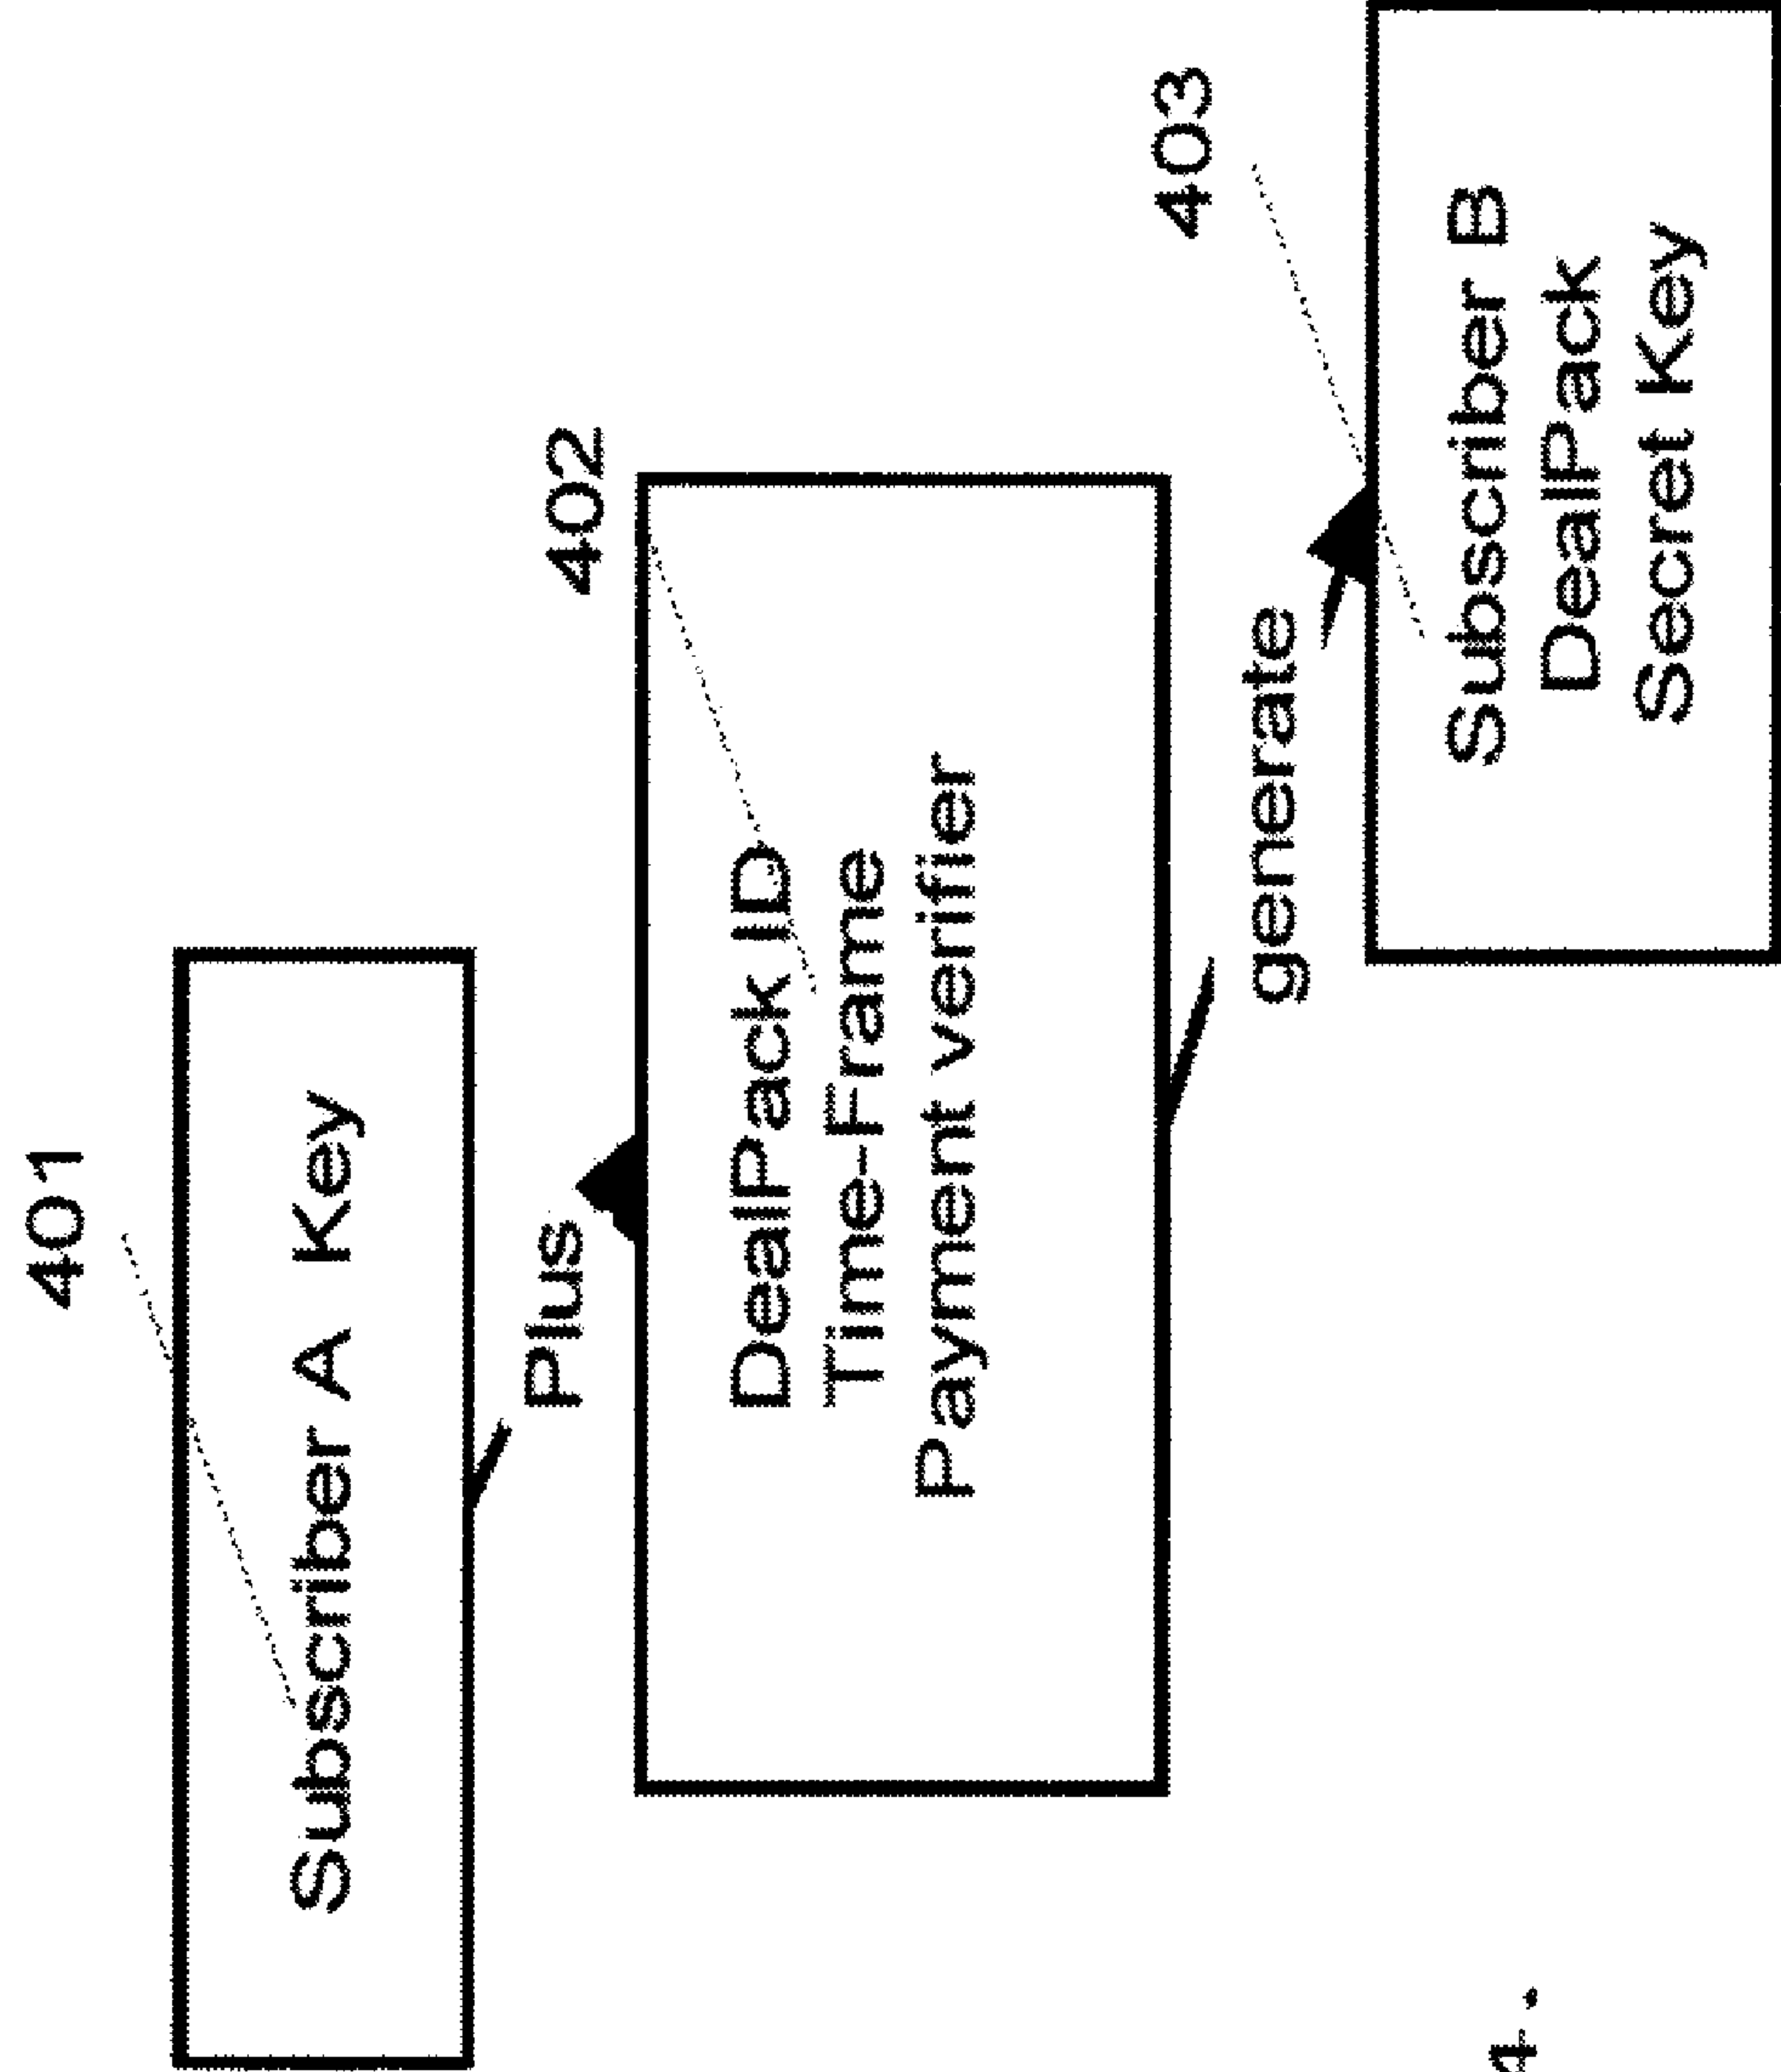 401
Subscriber A Key
Plus
402
DealPack ID
Time-Frame
Payment verifier
generate
403
Subscriber B
DealPack
Secret Key
4.